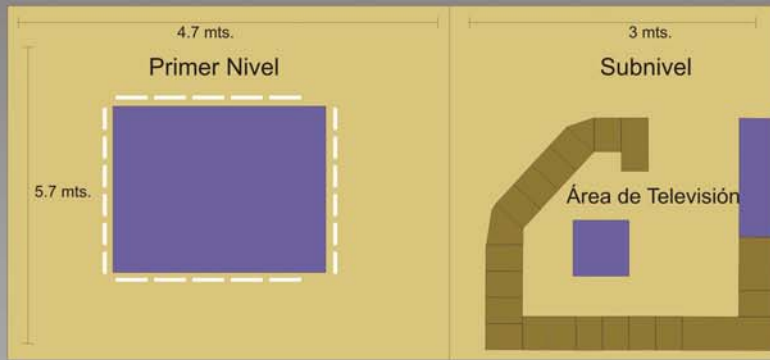 4.7 mts.
3 mts.
Primer Nivel
Subnivel
5.7 mts.
Área de Televisión